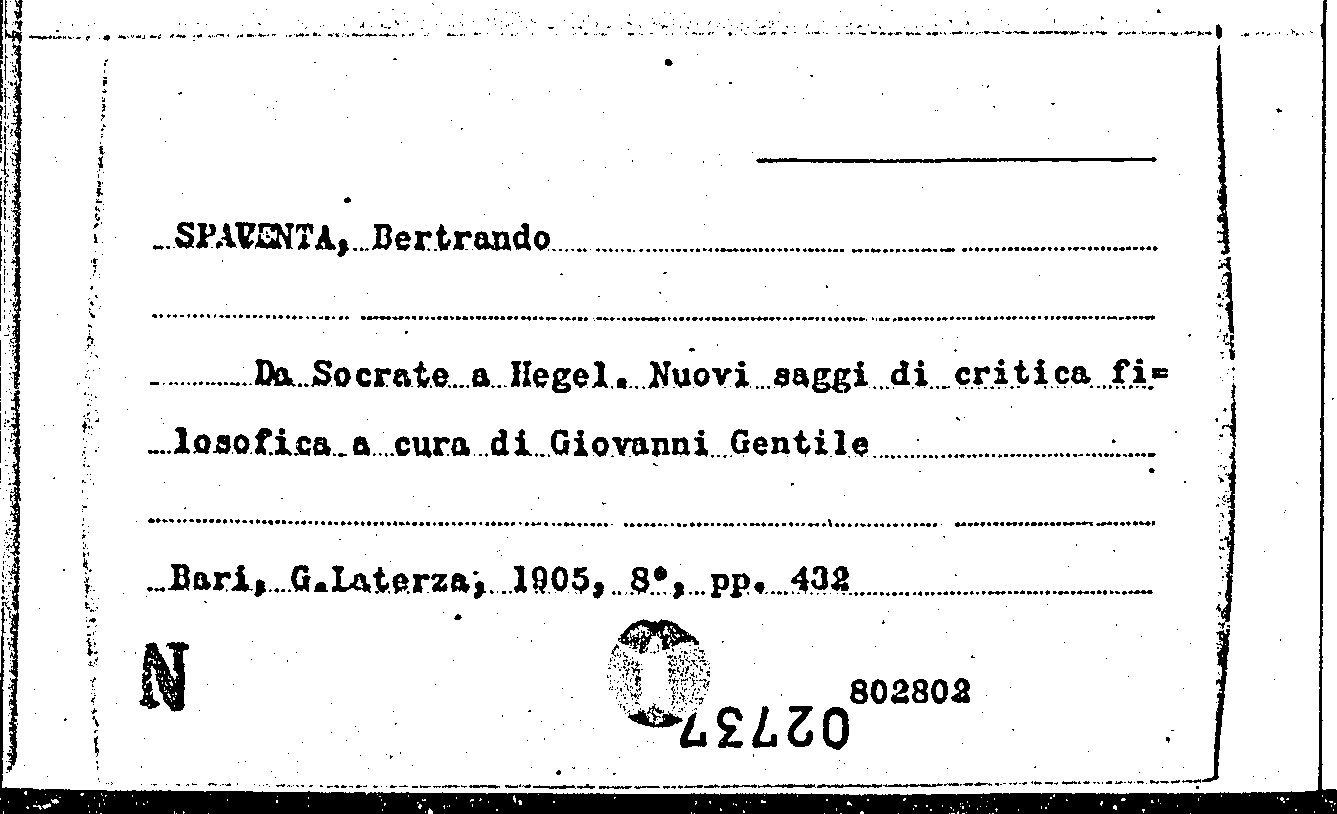 SPAVENTA, Bertrando
Da Socrate a Hegel. Nuovi saggi di critica fi=
losofica a cura di Giovanni Gentile
Bari, G.Laterza, 1905, 8°, pp. 432
N
802802
02737